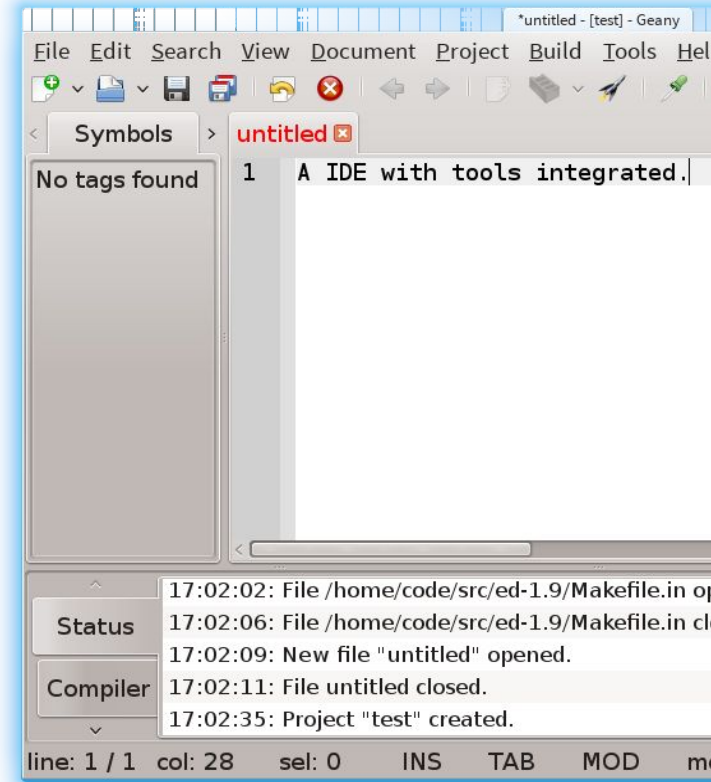 *untitled - [test] - Geany
File Edit Search View Document Project Build Tools
Symbols
untitled
No tags found
1 A IDE with tools integrated.
17:02:02: File /home/code/src/ed-1.9/Makefile.in
Status
17:02:06: File /home/code/src/ed-1.9/Makefile.in
17:02:09: New file "untitled" opened.
Compiler
17:02:11: File untitled closed.
17:02:35: Project "test" created.
line: 1 / 1 col: 28 sel: 0 INS TAB MOD